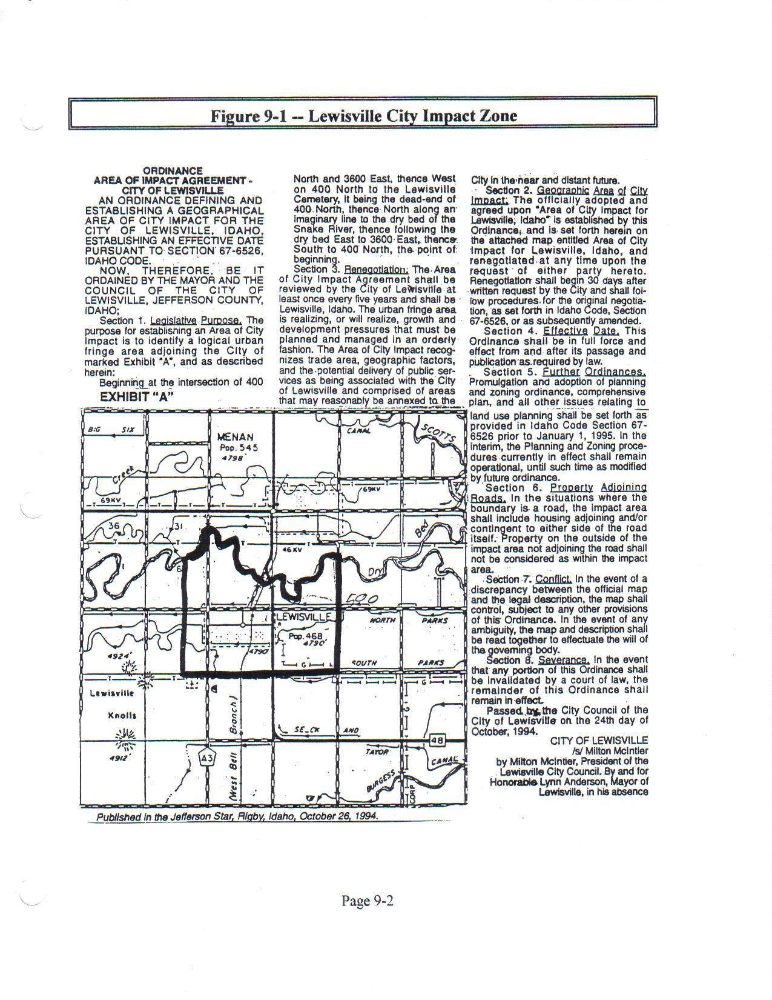 Figure 9-1 -- Lewisville City Impact Zone
ORDINANCE
AREA OF IMPACT AGREEMENT -
CITY OF LEWISVILLE
AN ORDINANCE DEFINING AND
ESTABLISHING A GEOGRAPHICAL
AREA OF CITY IMPACT FOR THE
CITY OF LEWISVILLE, IDAHO,
ESTABLISHING AN EFFECTIVE DATE
PURSUANT TO SECTION 67-6526,
IDAHO CODE.
NOW, THEREFORE, BE IT
ORDAINED BY THE MAYOR AND THE
COUNCIL OF THE CITY OF
LEWISVILLE, JEFFERSON COUNTY,
IDAHO;
Section 1. Legislative Purpose. The
purpose for establishing an Area of City
Impact is to identify a logical urban
fringe area adjoining the City of
marked Exhibit "A", and as described
herein:
Beginning at the intersection of 400
EXHIBIT "A"
North and 3600 East, thence West
on 400 North to the Lewisville
Cemetery, it being the dead-end of
400 North, thence North along an
imaginary line to the dry bed of the
Snake River, thence following the
dry bed East to 3600 East, thence
South to 400 North, the point of
beginning.
Section 3. Renegotiation: The Area
of City Impact Agreement shall be
reviewed by the City of Lewisville at
least once every five years and shall be
Lewisville, Idaho. The urban fringe area
is realizing, or will realize, growth and
development pressures that must be
planned and managed in an orderly
fashion. The Area of City Impact recog-
nizes trade area, geographic factors,
and the potential delivery of public ser-
vices as being associated with the City
of Lewisville and comprised of areas
that may reasonably be annexed to the
City in the near and distant future.
Section 2. Geographic Area of City
Impact: The officially adopted and
agreed upon "Area of City Impact for
Lewisville, Idaho" is established by this
Ordinance, and is set forth herein on
the attached map entitled Area of City
Impact for Lewisville, Idaho, and
renegotiated at any time upon the
request of either party hereto.
Renegotiation shall begin 30 days after
written request by the City and shall fol-
low procedures for the original negotia-
tion, as set forth in Idaho Code, Section
67-6526, or as subsequently amended.
Section 4. Effective Date. This
Ordinance shall be in full force and
effect from and after its passage and
publication as required by law.
Section 5. Further Ordinances.
Promulgation and adoption of planning
and zoning ordinance, comprehensive
plan, and all other issues relating to
land use planning shall be set forth as
provided in Idaho Code Section 67-
6526 prior to January 1, 1995. In the
interim, the Planning and Zoning proce-
dures currently in effect shall remain
operational, until such time as modified
by future ordinance.
Section 6. Property Adjoining
Roads. In the situations where the
boundary is a road, the impact area
shall include housing adjoining and/or
contingent to either side of the road
itself. Property on the outside of the
impact area not adjoining the road shall
not be considered as within the impact
area.
Section 7. Conflict. In the event of a
discrepancy between the official map
and the legal description, the map shall
control, subject to any other provisions
of this Ordinance. In the event of any
ambiguity, the map and description shall
be read together to effectuate the will of
the governing body.
Section 8. Severance. In the event
that any portion of this Ordinance shall
be invalidated by a court of law, the
remainder of this Ordinance shall
remain in effect.
Passed by the City Council of the
City of Lewisville on the 24th day of
October, 1994.
CITY OF LEWISVILLE
/s/ Milton McIntier
by Milton McIntier, President of the
Lewisville City Council. By and for
Honorable Lynn Anderson, Mayor of
Lewisville, in his absence
BIG SIX
MENAN
Pop. 545
4798'
CANAL
SCOTTS
Creek
69KV
69KV
36
31
Bed
46KV
1
6
Dry
500
LEWISVILLE
NORTH PARKS
Pop. 468
4790'
4790
4924'
SOUTH PARKS
G
G
Lewisville
Knolls
4912'
(West Belt Branch)
A3
AND
48
TAYOR
CANAL
BURGESS
CORP
Published in the Jefferson Star, Rigby, Idaho, October 26, 1994.
Page 9-2